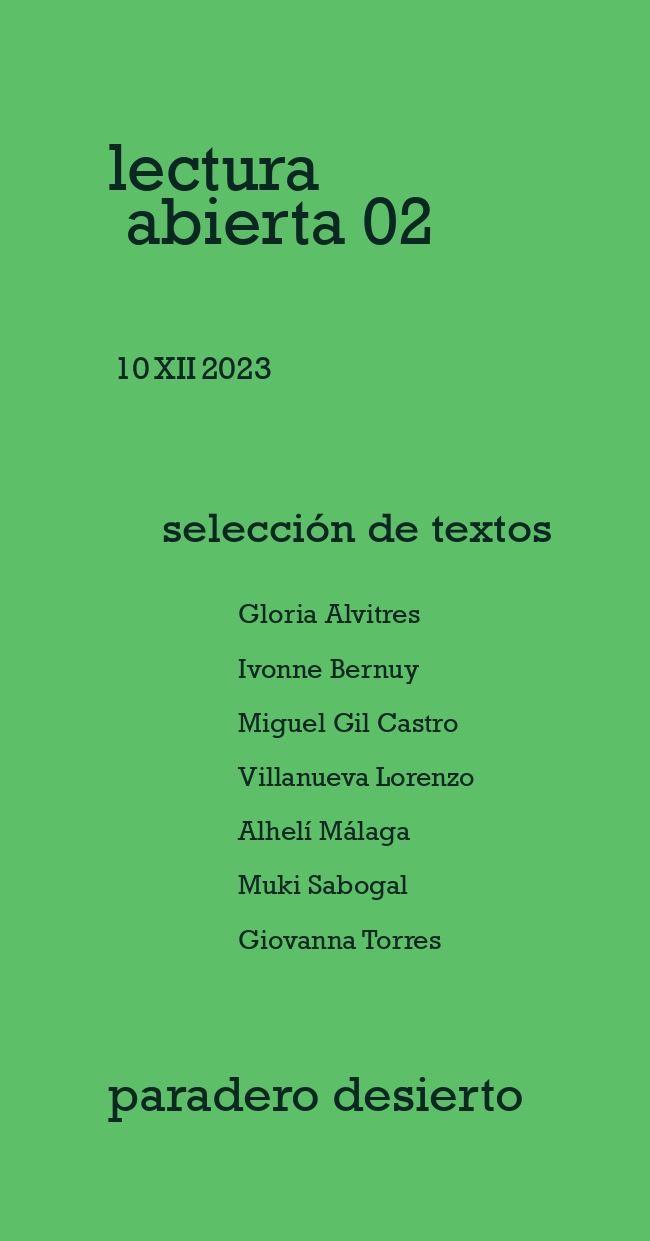 lectura
abierta 02
10 XII 2023
selección de textos
Gloria Alvitres
Ivonne Bernuy
Miguel Gil Castro
Villanueva Lorenzo
Alhelí Málaga
Muki Sabogal
Giovanna Torres
paradero desierto